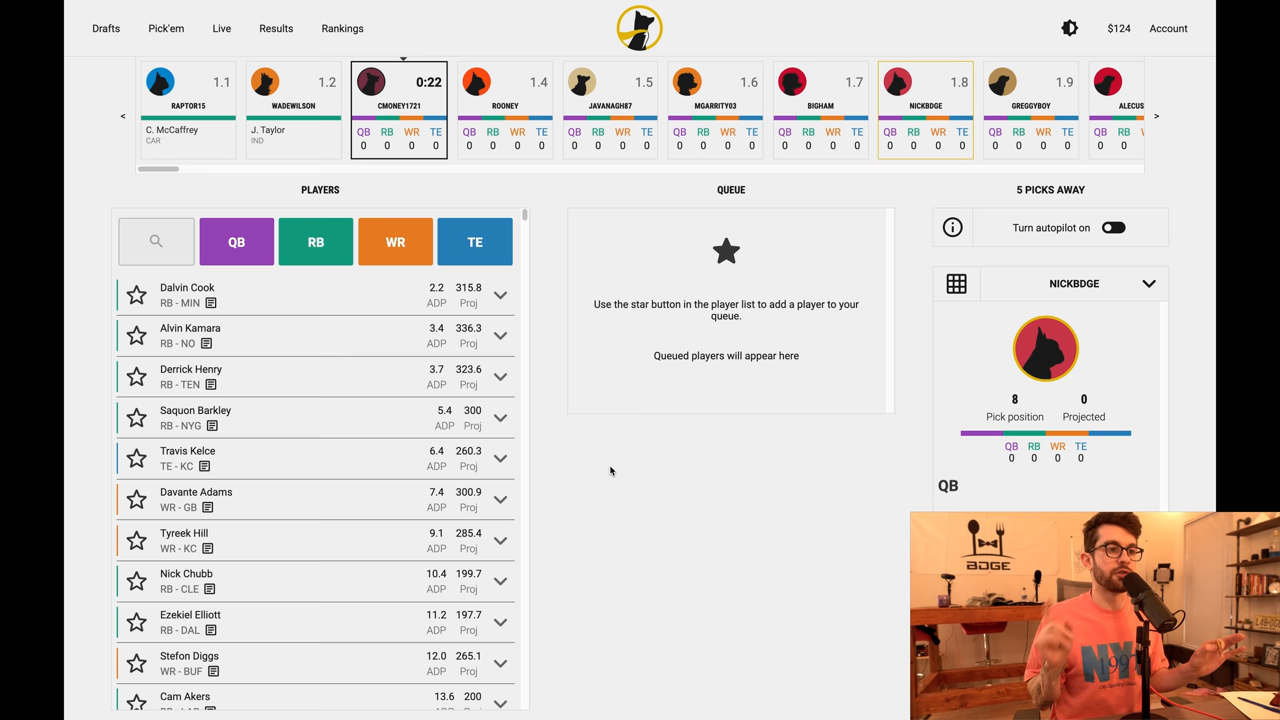 Drafts Pick'em Live Results Rankings $124 Account
1.1 1.2 0:22 1.4 1.5 1.6 1.7 1.8 1.9
RAPTOR15 WADEWILSON CMONEY1721 ROONEY JAVANAGH87 MGARRITY03 BIGHAM NICKBDGE GREGGYBOY ALECUS
< C. McCaffrey J. Taylor QB RB WR TE QB RB WR TE QB RB WR TE QB RB WR TE QB RB WR TE QB RB WR TE QB RB WR TE QB RB >
CAR IND 0 0 0 0 0 0 0 0 0 0 0 0 0 0 0 0 0 0 0 0 0 0 0 0 0 0 0 0 0 0
PLAYERS QUEUE 5 PICKS AWAY
QB RB WR TE
Turn autopilot on
NICKBDGE
Dalvin Cook 2.2 315.8
RB - MIN ADP Proj
Alvin Kamara 3.4 336.3
RB - NO ADP Proj
Derrick Henry 3.7 323.6
RB - TEN ADP Proj
Saquon Barkley 5.4 300
RB - NYG ADP Proj
Travis Kelce 6.4 260.3
TE - KC ADP Proj
Davante Adams 7.4 300.9
WR - GB ADP Proj
Tyreek Hill 9.1 285.4
WR - KC ADP Proj
Nick Chubb 10.4 199.7
RB - CLE ADP Proj
Ezekiel Elliott 11.2 197.7
RB - DAL ADP Proj
Stefon Diggs 12.0 265.1
WR - BUF ADP Proj
Cam Akers 13.6 200
Use the star button in the player list to add a player to your
queue.
Queued players will appear here
8 0
Pick position Projected
QB RB WR TE
0 0 0 0
QB
BDGE
NY
1997